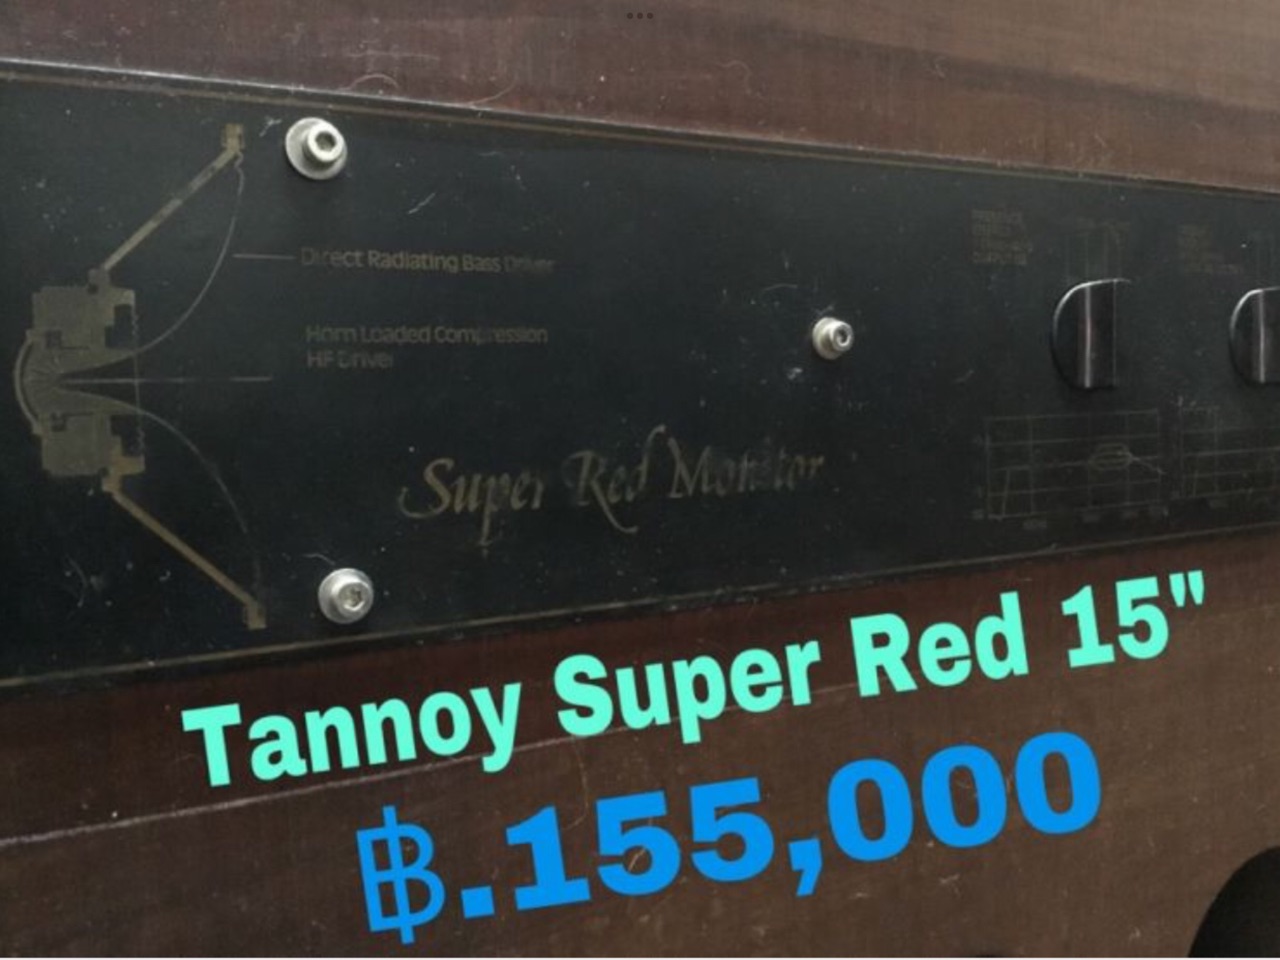 Direct Radiating Bass Driver
Horn Loaded Compression
HF Driver
Super Red Monitor
Tannoy Super Red 15"
฿.155,000